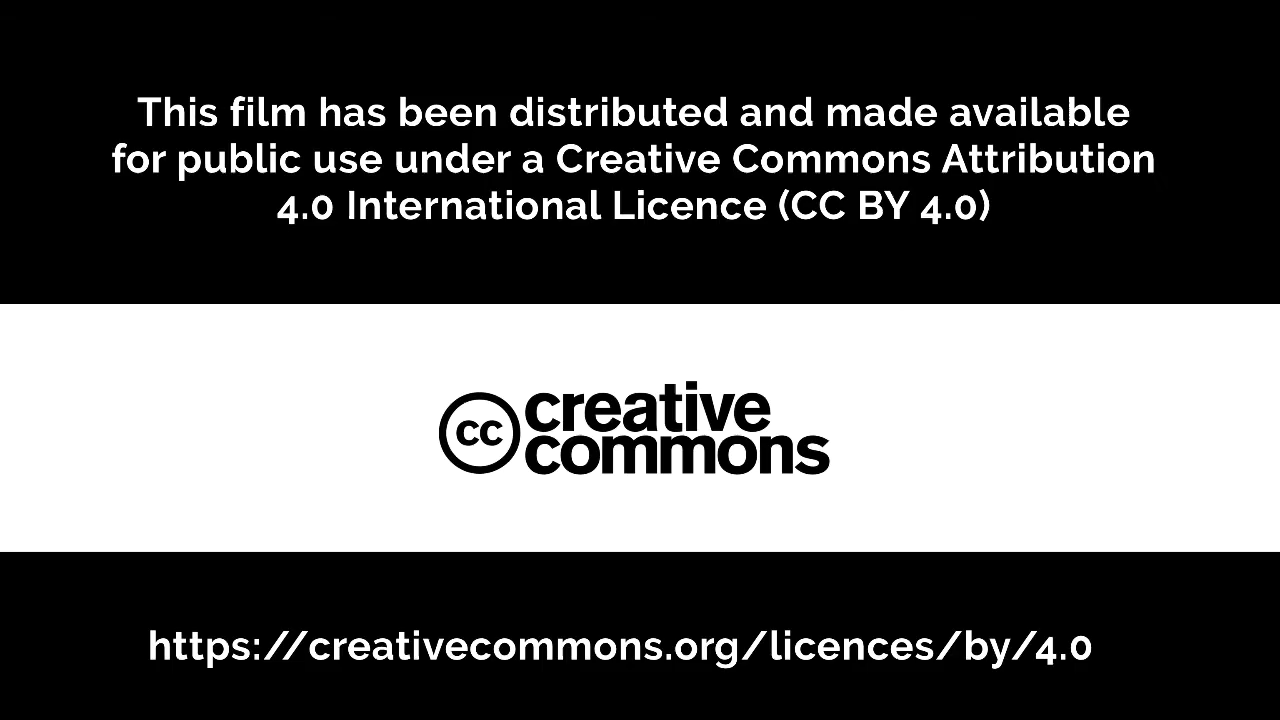 This film has been distributed and made available
for public use under a Creative Commons Attribution
4.0 International Licence (CC BY 4.0)
cc creative
commons
https://creativecommons.org/licences/by/4.0